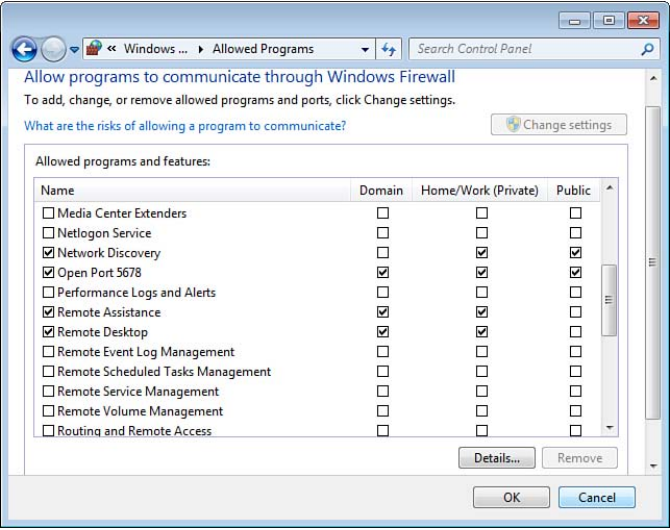 « Windows ... ▸ Allowed Programs
Search Control Panel
Allow programs to communicate through Windows Firewall
To add, change, or remove allowed programs and ports, click Change settings.
What are the risks of allowing a program to communicate?
Change settings
Allowed programs and features:
Name Domain Home/Work (Private) Public
Media Center Extenders
Netlogon Service
Network Discovery
Open Port 5678
Performance Logs and Alerts
Remote Assistance
Remote Desktop
Remote Event Log Management
Remote Scheduled Tasks Management
Remote Service Management
Remote Volume Management
Routing and Remote Access
Details... Remove
OK Cancel